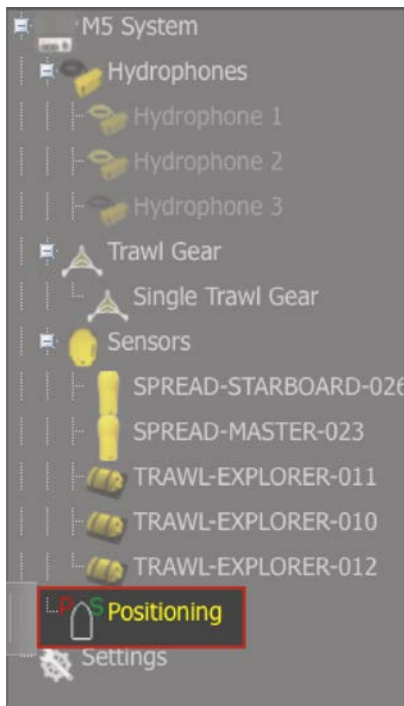 M5 System
Hydrophones
Hydrophone 1
Hydrophone 2
Hydrophone 3
Trawl Gear
Single Trawl Gear
Sensors
SPREAD-STARBOARD-026
SPREAD-MASTER-023
TRAWL-EXPLORER-011
TRAWL-EXPLORER-010
TRAWL-EXPLORER-012
P S Positioning
Settings